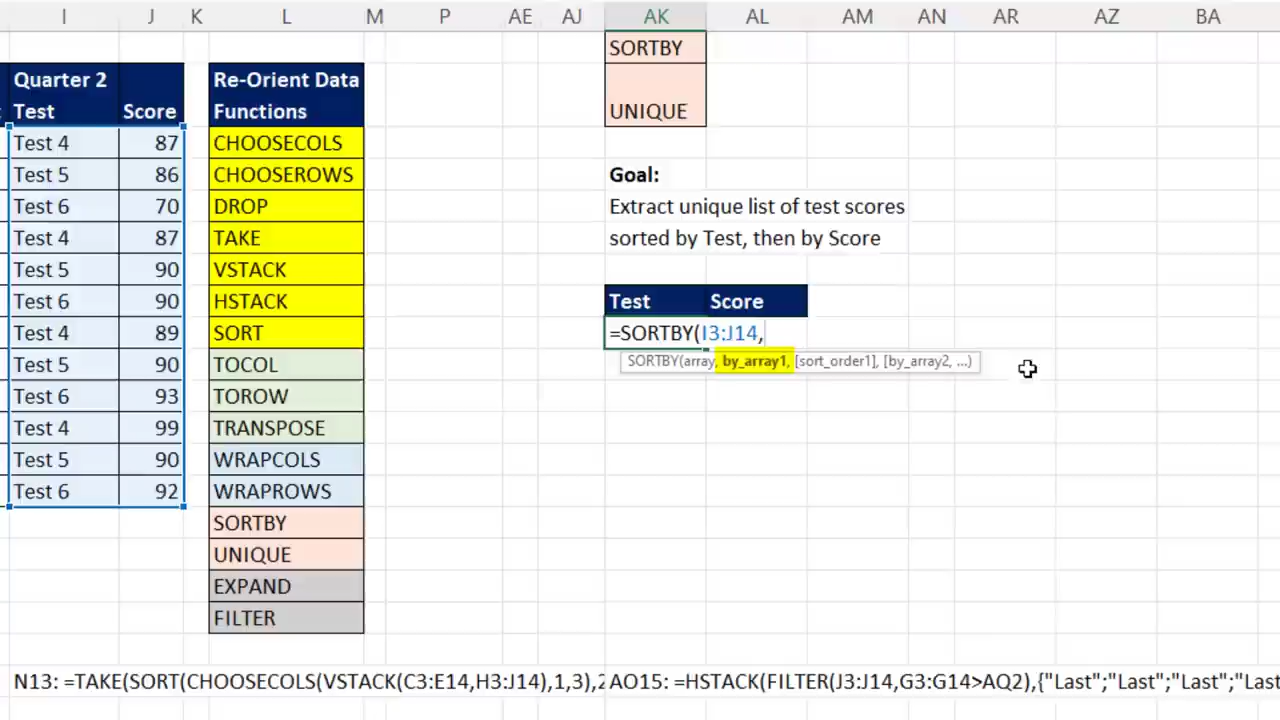 I J K L M P AE AJ AK AL AM AN AR AZ BA
SORTBY
Quarter 2 Re-Orient Data
Test Score Functions UNIQUE
Test 4 87 CHOOSECOLS
Test 5 86 CHOOSEROWS Goal:
Test 6 70 DROP Extract unique list of test scores
Test 4 87 TAKE sorted by Test, then by Score
Test 5 90 VSTACK
Test 6 90 HSTACK Test Score
Test 4 89 SORT =SORTBY(I3:J14,
Test 5 90 TOCOL SORTBY(array, by_array1, [sort_order1], [by_array2, ...)
Test 6 93 TOROW
Test 4 99 TRANSPOSE
Test 5 90 WRAPCOLS
Test 6 92 WRAPROWS
SORTBY
UNIQUE
EXPAND
FILTER
N13: =TAKE(SORT(CHOOSECOLS(VSTACK(C3:E14,H3:J14),1,3),2 AO15: =HSTACK(FILTER(J3:J14,G3:G14>AQ2),{"Last";"Last";"Last";"Last